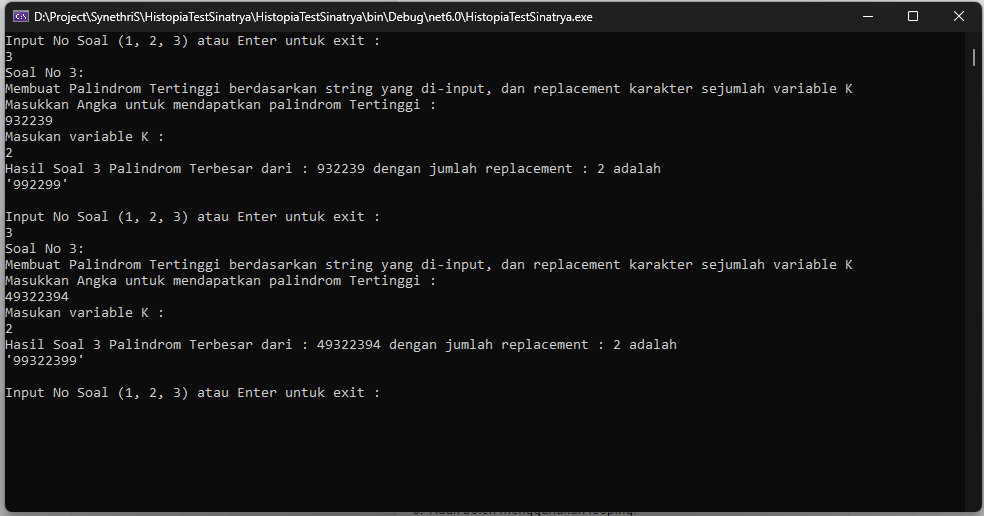 D:\Project\SynethriS\HistopiaTestSinatrya\HistopiaTestSinatrya\bin\Debug\net6.0\HistopiaTestSinatrya.exe
Input No Soal (1, 2, 3) atau Enter untuk exit :
3
Soal No 3:
Membuat Palindrom Tertinggi berdasarkan string yang di-input, dan replacement karakter sejumlah variable K
Masukkan Angka untuk mendapatkan palindrom Tertinggi :
932239
Masukan variable K :
2
Hasil Soal 3 Palindrom Terbesar dari : 932239 dengan jumlah replacement : 2 adalah
'992299'
Input No Soal (1, 2, 3) atau Enter untuk exit :
3
Soal No 3:
Membuat Palindrom Tertinggi berdasarkan string yang di-input, dan replacement karakter sejumlah variable K
Masukkan Angka untuk mendapatkan palindrom Tertinggi :
49322394
Masukan variable K :
2
Hasil Soal 3 Palindrom Terbesar dari : 49322394 dengan jumlah replacement : 2 adalah
'99322399'
Input No Soal (1, 2, 3) atau Enter untuk exit :